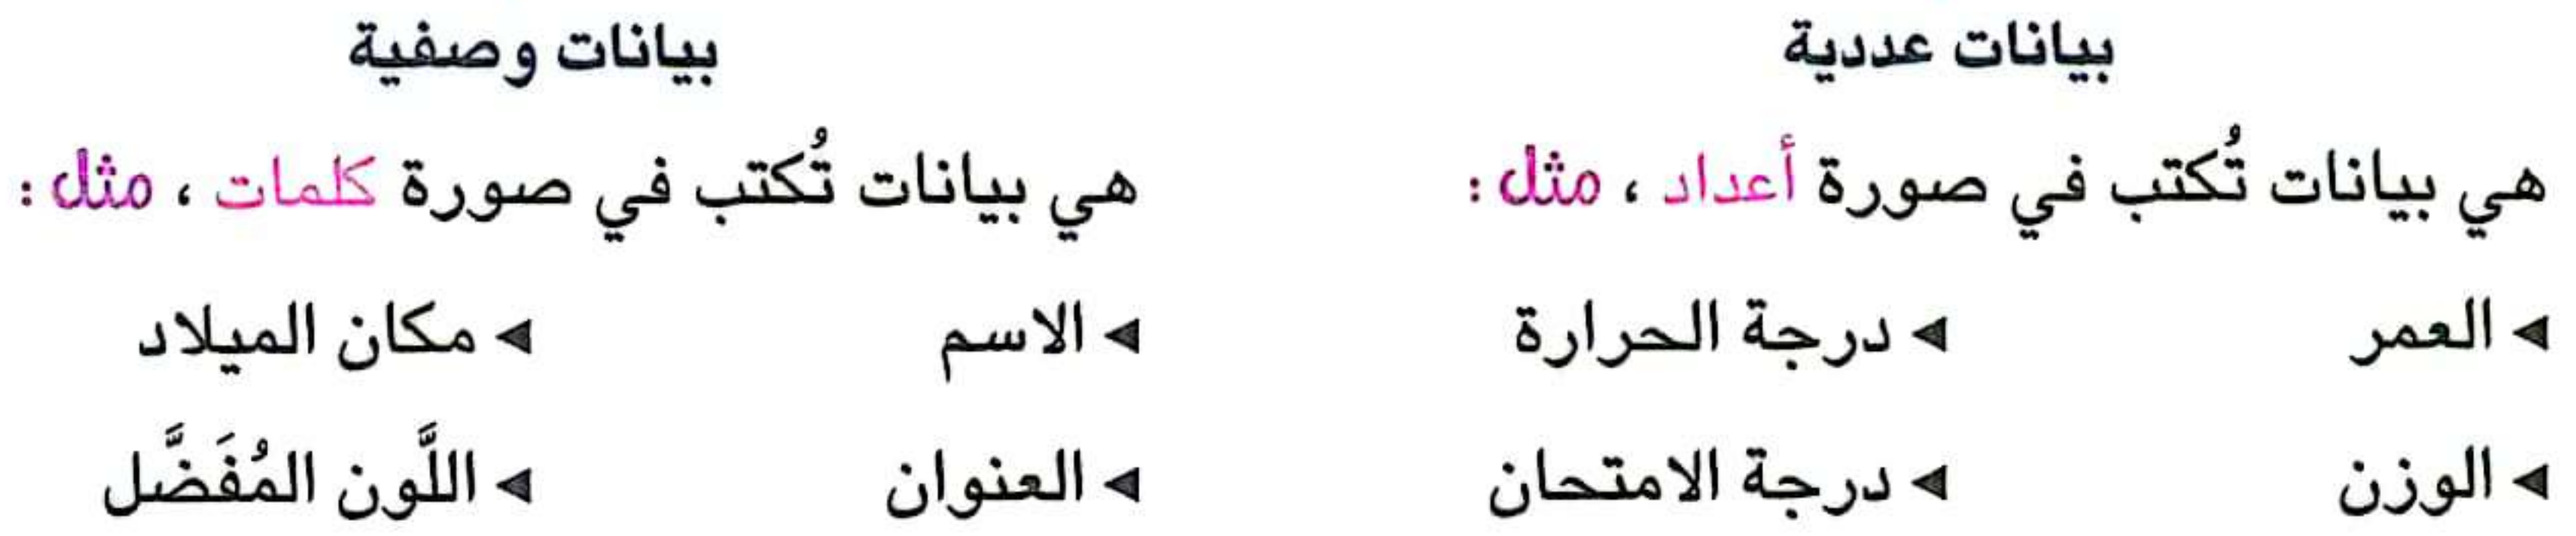 بيانات عددية
هي بيانات تُكتب في صورة أعداد ، مثل :
◂ العمر ◂ درجة الحرارة
◂ الوزن ◂ درجة الامتحان
بيانات وصفية
هي بيانات تُكتب في صورة كلمات ، مثل :
◂ الاسم ◂ مكان الميلاد
◂ العنوان ◂ اللَّون المُفَضَّل